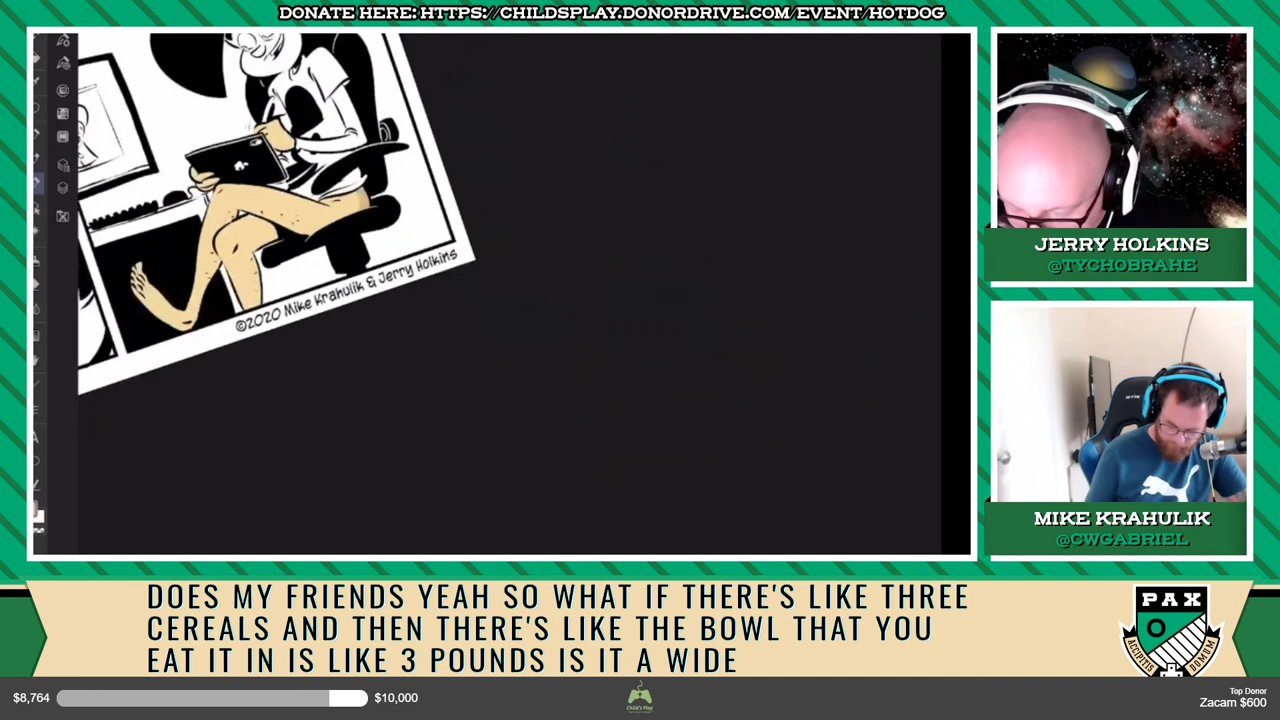 DONATE HERE: HTTPS://CHILDSPLAY.DONORDRIVE.COM/EVENT/HOTDOG
©2020 Mike Krahulik & Jerry Holkins
JERRY HOLKINS
@TYCHOBRAHE
MIKE KRAHULIK
@CWGABRIEL
DOES MY FRIENDS YEAH SO WHAT IF THERE'S LIKE THREE
CEREALS AND THEN THERE'S LIKE THE BOWL THAT YOU
EAT IT IN IS LIKE 3 POUNDS IS IT A WIDE
PAX
ACCIPITIS DOMUM
$8,764
$10,000
Child's Play
Top Donor
Zacam $600